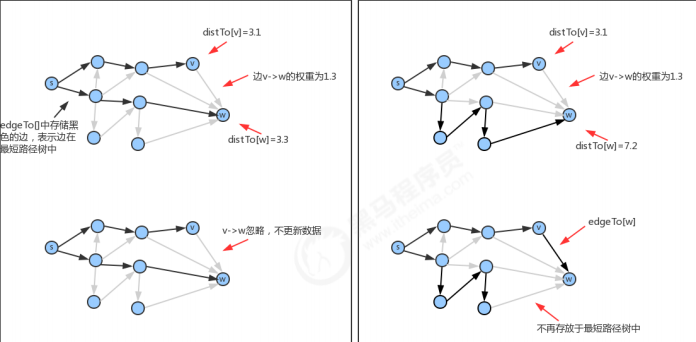 distTo[v]=3.1
s
v
边v->w的权重为1.3
w
edgeTo[]中存储黑
色的边，表示边在
最短路径树中
distTo[w]=3.3
s
v
v->w忽略，不更新数据
w
distTo[v]=3.1
s
v
边v->w的权重为1.3
w
distTo[w]=7.2
edgeTo[w]
s
v
w
不再存放于最短路径树中
黑马程序员
www.itheima.com